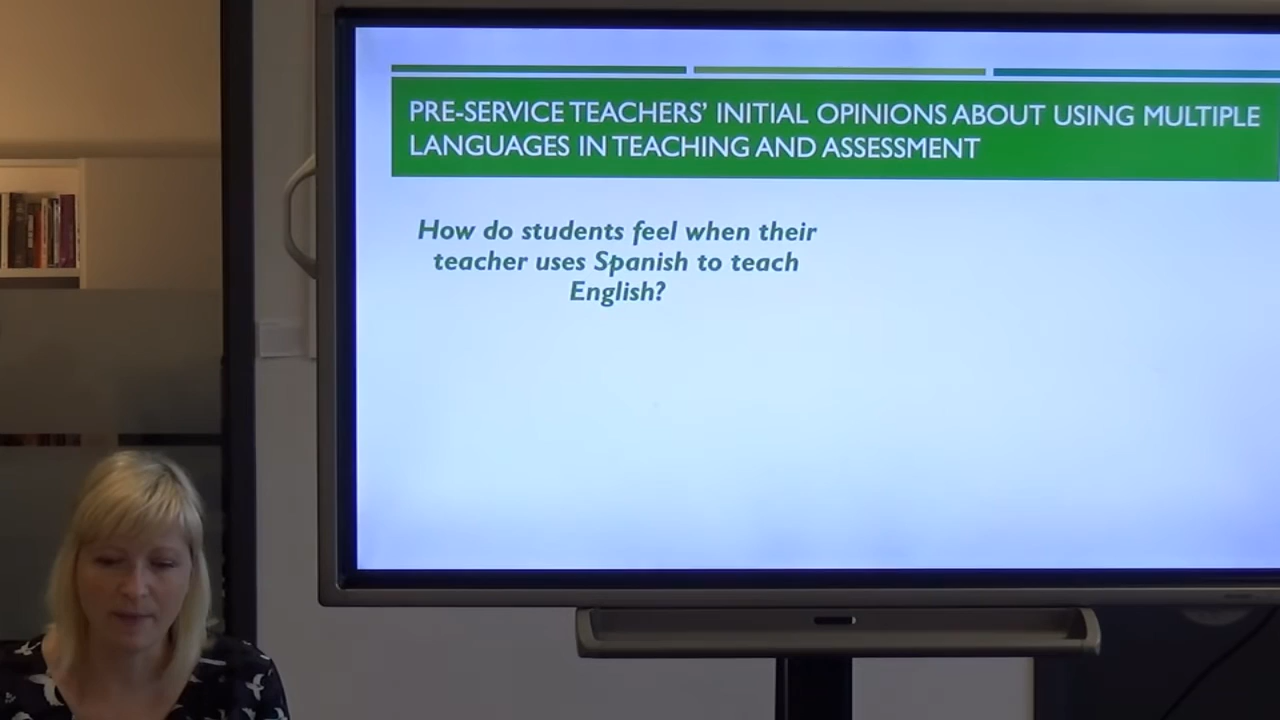 PRE-SERVICE TEACHERS' INITIAL OPINIONS ABOUT USING MULTIPLE
LANGUAGES IN TEACHING AND ASSESSMENT
How do students feel when their
teacher uses Spanish to teach
English?